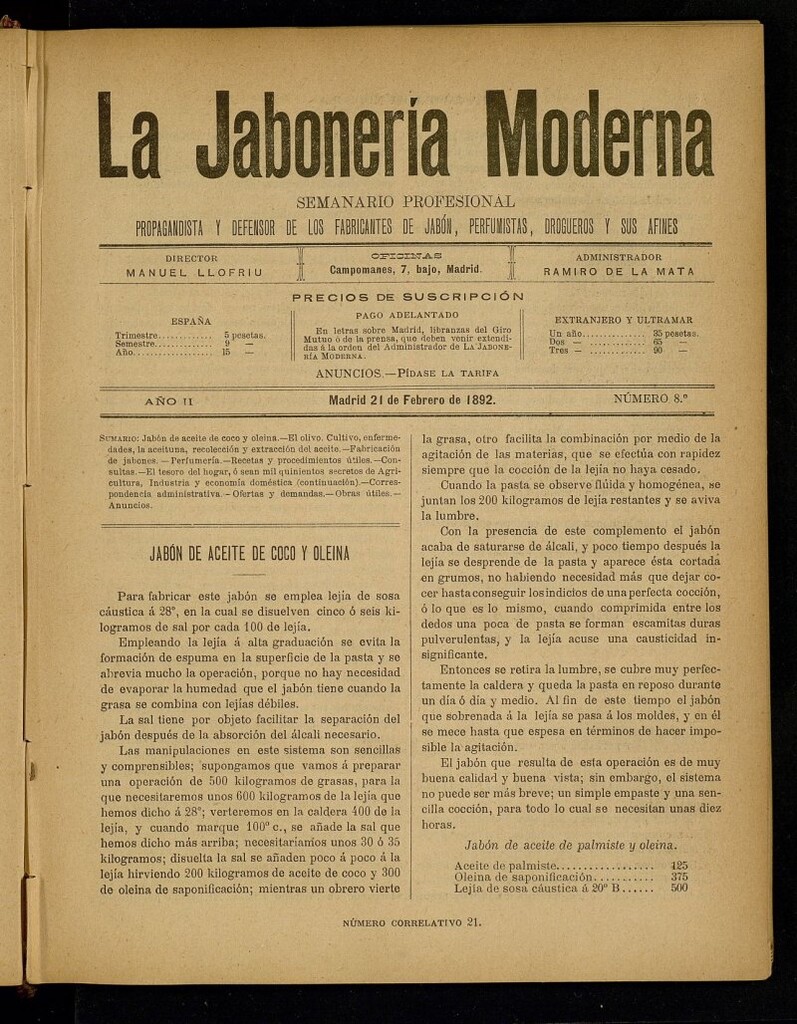 La Jabonería Moderna
SEMANARIO PROFESIONAL
PROPAGANDISTA Y DEFENSOR DE LOS FABRICANTES DE JABÓN, PERFUMISTAS, DROGUEROS Y SUS AFINES
DIRECTOR
MANUEL LLOFRIU
OFICINAS
Campomanes, 7, bajo, Madrid.
ADMINISTRADOR
RAMIRO DE LA MATA
PRECIOS DE SUSCRIPCIÓN
ESPAÑA
Trimestre............ 5 pesetas.
Semestre............. 9 —
Año.................. 15 —
PAGO ADELANTADO
En letras sobre Madrid, libranzas del Giro
Mutuo ó de la prensa, que deben venir extendi-
das á la orden del Administrador de LA JABONE-
RÍA MODERNA.
EXTRANJERO Y ULTRAMAR
Un año.............. 35 pesetas.
Dos — ............. 65 —
Tres — ............. 90 —
ANUNCIOS.—PÍDASE LA TARIFA
AÑO II
Madrid 21 de Febrero de 1892.
NÚMERO 8.º
SUMARIO: Jabón de aceite de coco y oleina.—El olivo. Cultivo, enferme-
dades, la aceituna, recolección y extracción del aceite.—Fabricación
de jabones.—Perfumería.—Recetas y procedimientos útiles.—Con-
sultas.—El tesoro del hogar, ó sean mil quinientos secretos de Agri-
cultura, Industria y economía doméstica (continuación).—Corres-
pondencia administrativa.—Ofertas y demandas.—Obras útiles.—
Anuncios.
JABÓN DE ACEITE DE COCO Y OLEINA
Para fabricar este jabón se emplea lejía de sosa
cáustica á 28°, en la cual se disuelven cinco ó seis ki-
logramos de sal por cada 100 de lejía.
Empleando la lejía á alta graduación se evita la
formación de espuma en la superficie de la pasta y se
abrevia mucho la operación, porque no hay necesidad
de evaporar la humedad que el jabón tiene cuando la
grasa se combina con lejías débiles.
La sal tiene por objeto facilitar la separación del
jabón después de la absorción del álcali necesario.
Las manipulaciones en este sistema son sencillas
y comprensibles; supongamos que vamos á preparar
una operación de 500 kilogramos de grasas, para la
que necesitaremos unos 600 kilogramos de la lejía que
hemos dicho á 28°; verteremos en la caldera 400 de la
lejía, y cuando marque 100° c., se añade la sal que
hemos dicho más arriba; necesitaríamos unos 30 ó 35
kilogramos; disuelta la sal se añaden poco á poco á la
lejía hirviendo 200 kilogramos de aceite de coco y 300
de oleina de saponificación; mientras un obrero vierte
la grasa, otro facilita la combinación por medio de la
agitación de las materias, que se efectúa con rapidez
siempre que la cocción de la lejía no haya cesado.
Cuando la pasta se observe flúida y homogénea, se
juntan los 200 kilogramos de lejía restantes y se aviva
la lumbre.
Con la presencia de este complemento el jabón
acaba de saturarse de álcali, y poco tiempo después la
lejía se desprende de la pasta y aparece ésta cortada
en grumos, no habiendo necesidad más que dejar co-
cer hasta conseguir los indicios de una perfecta cocción,
ó lo que es lo mismo, cuando comprimida entre los
dedos una poca de pasta se forman escamitas duras
pulverulentas, y la lejía acuse una causticidad in-
significante.
Entonces se retira la lumbre, se cubre muy perfec-
tamente la caldera y queda la pasta en reposo durante
un día ó día y medio. Al fin de este tiempo el jabón
que sobrenada á la lejía se pasa á los moldes, y en él
se mece hasta que espesa en términos de hacer impo-
sible la agitación.
El jabón que resulta de esta operación es de muy
buena calidad y buena vista; sin embargo, el sistema
no puede ser más breve; un simple empaste y una sen-
cilla cocción, para todo lo cual se necesitan unas diez
horas.
Jabón de aceite de palmiste y oleina.
Aceite de palmiste.................. 125
Oleina de saponificación........... 375
Lejía de sosa cáustica á 20° B...... 500
NÚMERO CORRELATIVO 21.